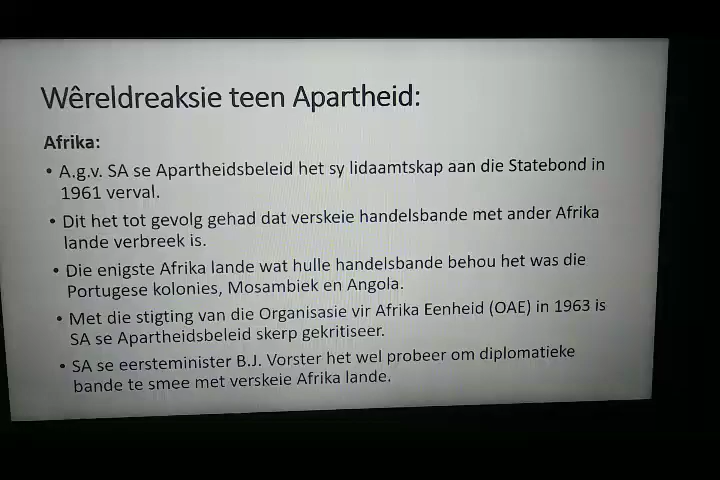 Wêreldreaksie teen Apartheid:
Afrika:
• A.g.v. SA se Apartheidsbeleid het sy lidaamtskap aan die Statebond in
1961 verval.
• Dit het tot gevolg gehad dat verskeie handelsbande met ander Afrika
lande verbreek is.
• Die enigste Afrika lande wat hulle handelsbande behou het was die
Portugese kolonies, Mosambiek en Angola.
• Met die stigting van die Organisasie vir Afrika Eenheid (OAE) in 1963 is
SA se Apartheidsbeleid skerp gekritiseer.
• SA se eersteminister B.J. Vorster het wel probeer om diplomatieke
bande te smee met verskeie Afrika lande.